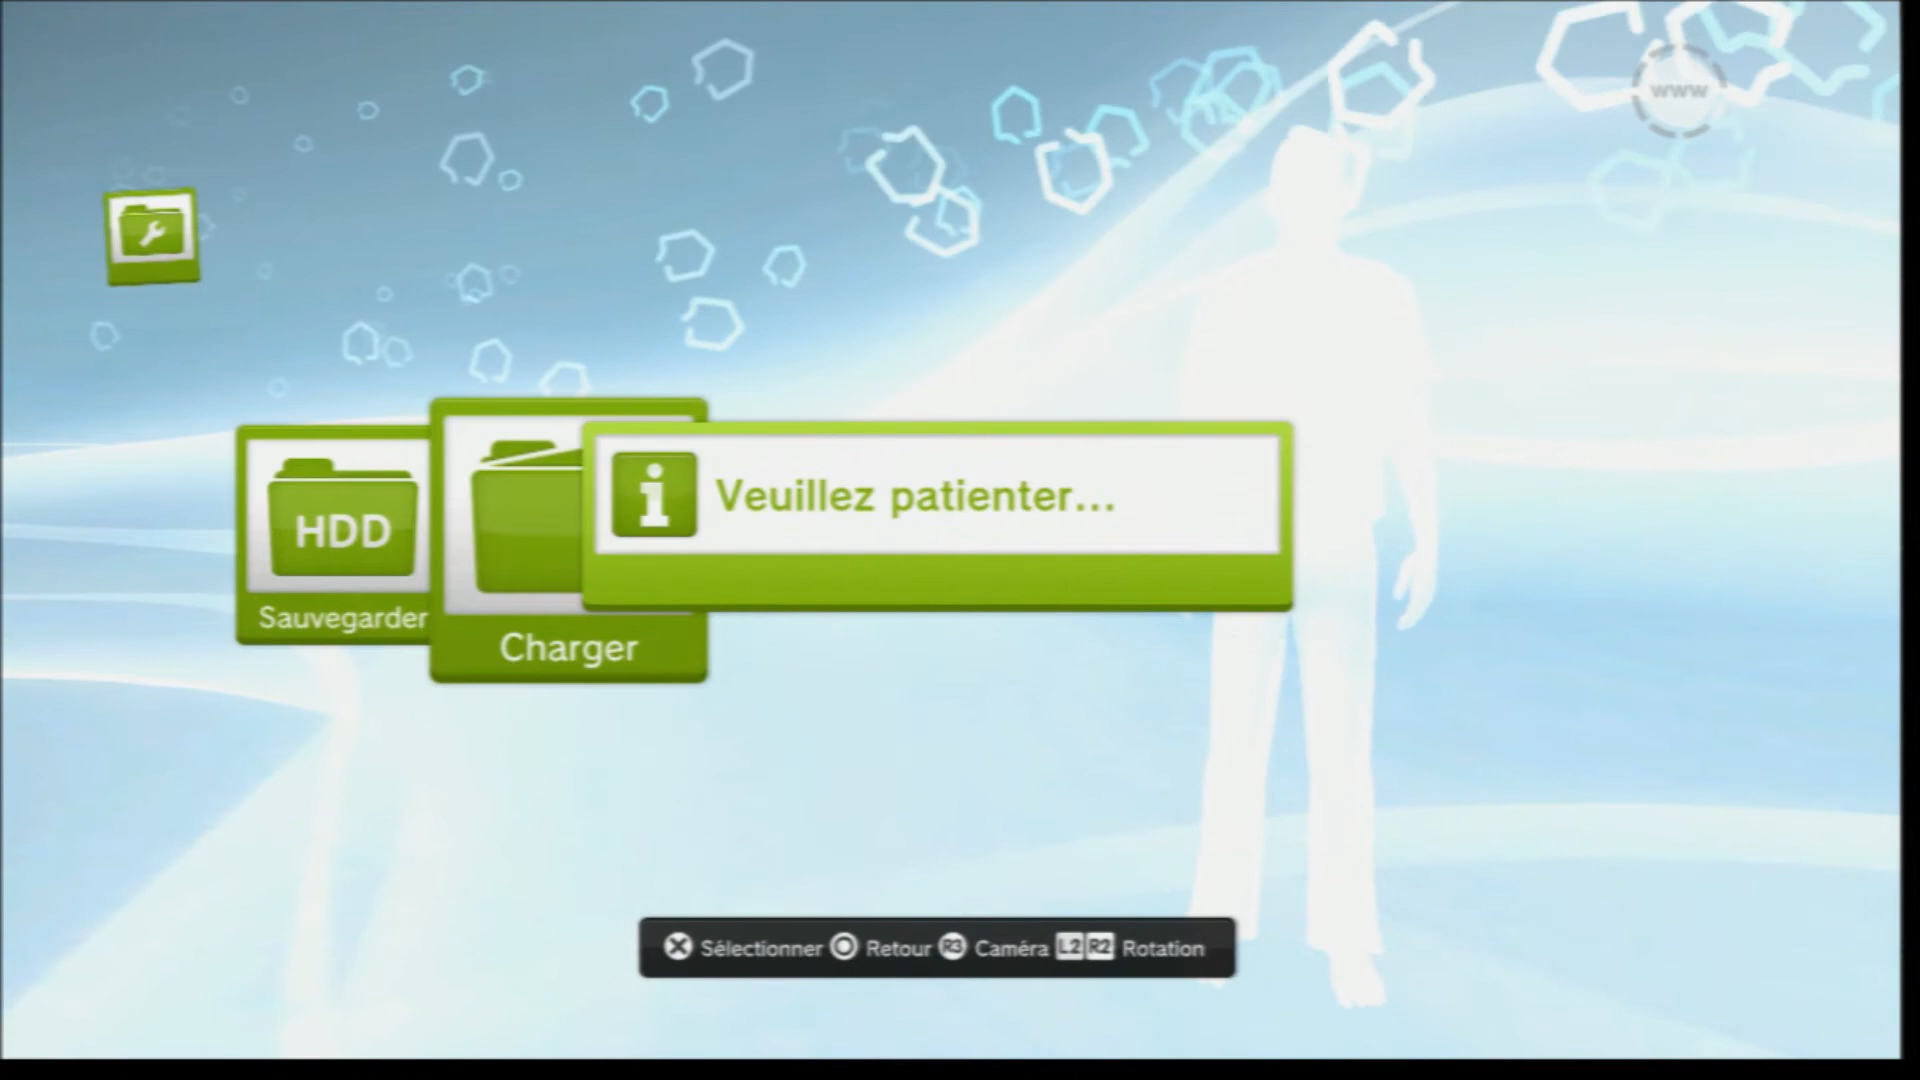 www
HDD
Sauvegarder
Charger
Veuillez patienter...
Sélectionner Retour R3 Caméra L2 R2 Rotation